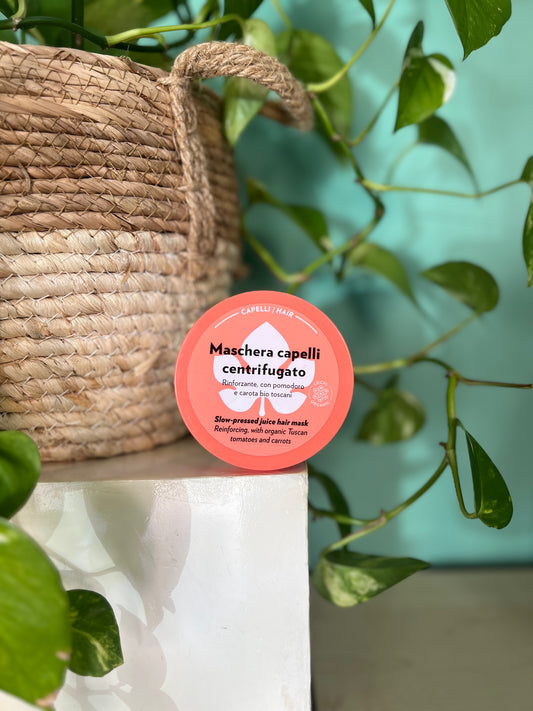 CAPELLI / HAIR
Maschera capelli
centrifugato
Rinforzante, con pomodoro
e carota bio toscani
Slow-pressed juice hair mask
Reinforcing, with organic Tuscan
tomatoes and carrots